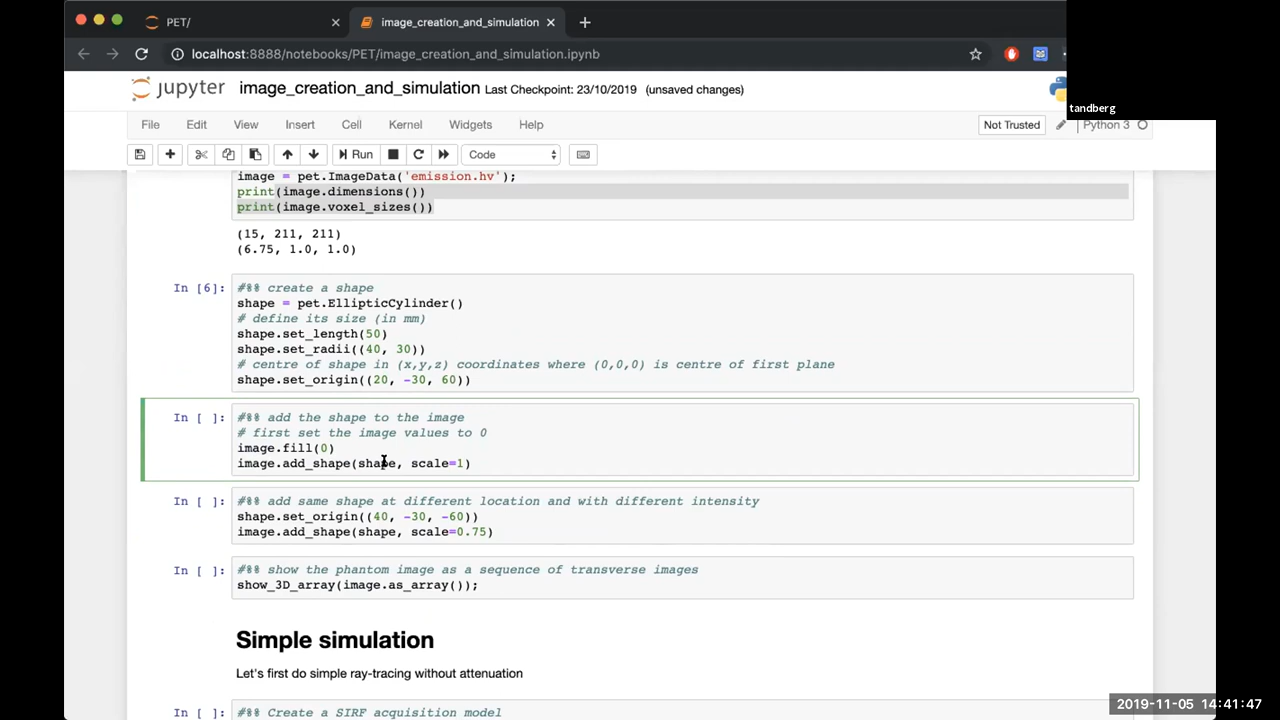 PET/
image_creation_and_simulation
localhost:8888/notebooks/PET/image_creation_and_simulation.ipynb
tandberg
jupyter image_creation_and_simulation Last Checkpoint: 23/10/2019 (unsaved changes)
File Edit View Insert Cell Kernel Widgets Help Not Trusted Python 3
Run Code
image = pet.ImageData('emission.hv');
print(image.dimensions())
print(image.voxel_sizes())
(15, 211, 211)
(6.75, 1.0, 1.0)
In [6]: #%% create a shape
shape = pet.EllipticCylinder()
# define its size (in mm)
shape.set_length(50)
shape.set_radii((40, 30))
# centre of shape in (x,y,z) coordinates where (0,0,0) is centre of first plane
shape.set_origin((20, -30, 60))
In [ ]: #%% add the shape to the image
# first set the image values to 0
image.fill(0)
image.add_shape(shape, scale=1)
In [ ]: #%% add same shape at different location and with different intensity
shape.set_origin((40, -30, -60))
image.add_shape(shape, scale=0.75)
In [ ]: #%% show the phantom image as a sequence of transverse images
show_3D_array(image.as_array());
Simple simulation
Let's first do simple ray-tracing without attenuation
In [ ]: #%% Create a SIRF acquisition model
2019-11-05 14:41:47